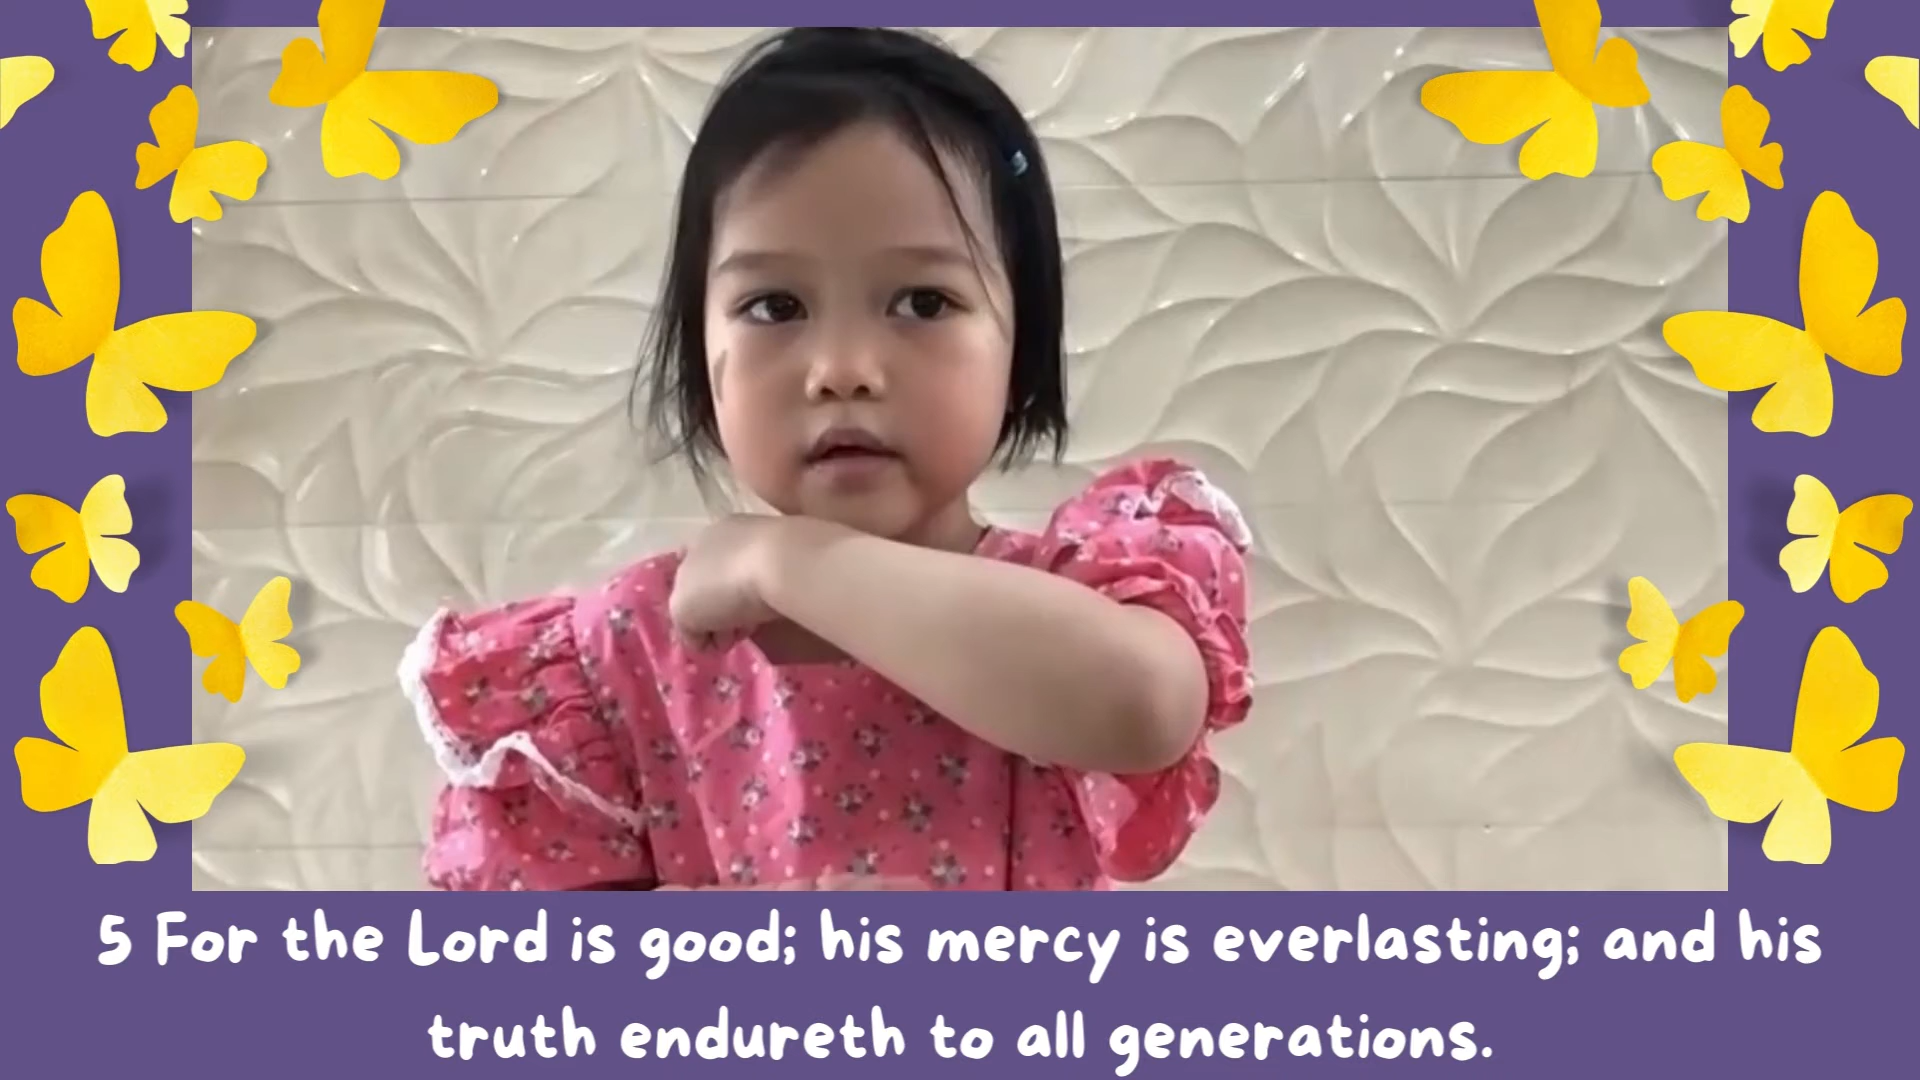 5 For the Lord is good; his mercy is everlasting; and his
truth endureth to all generations.